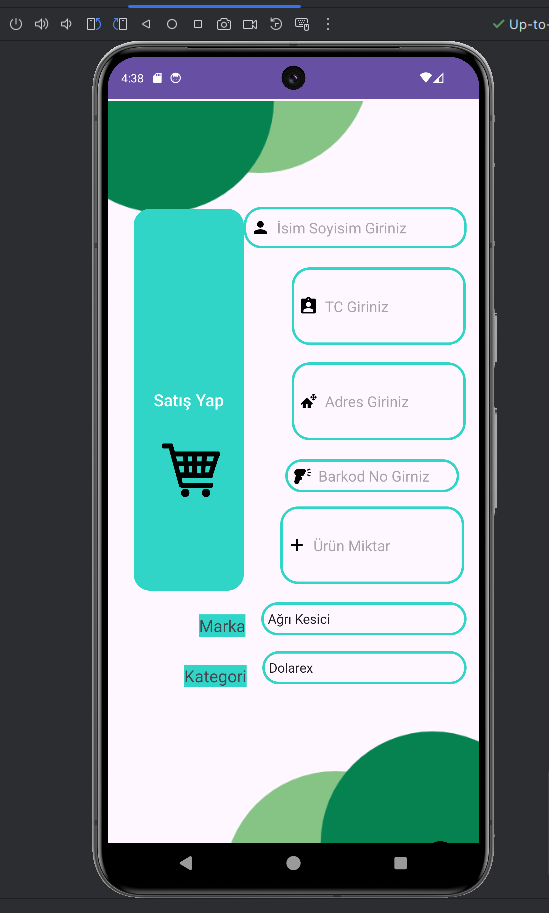 Up-to-
4:38
İsim Soyisim Giriniz
TC Giriniz
Adres Giriniz
Satış Yap
Barkod No Girniz
Ürün Miktar
Marka
Ağrı Kesici
Kategori
Dolarex